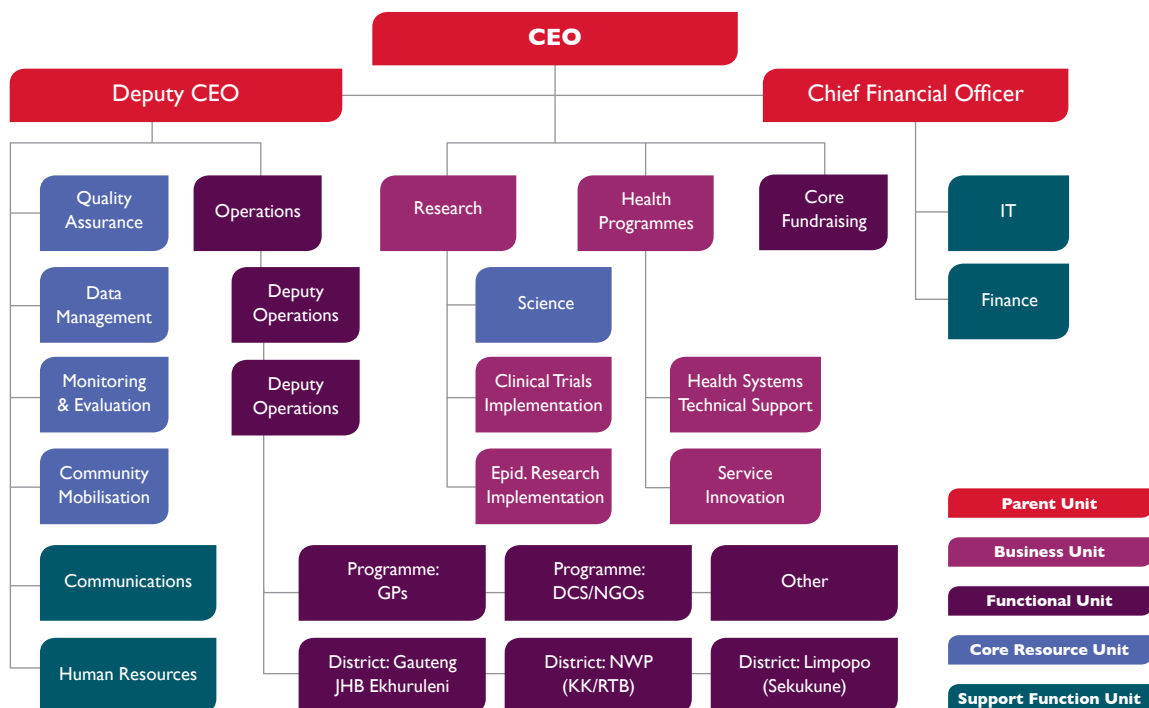 CEO
Deputy CEO
Chief Financial Officer
Quality
Assurance
Operations
Research
Health
Programmes
Core
Fundraising
IT
Data
Management
Deputy
Operations
Science
Finance
Monitoring
& Evaluation
Deputy
Operations
Clinical Trials
Implementation
Health Systems
Technical Support
Community
Mobilisation
Epid. Research
Implementation
Service
Innovation
Parent Unit
Business Unit
Functional Unit
Core Resource Unit
Support Function Unit
Communications
Programme:
GPs
Programme:
DCS/NGOs
Other
Human Resources
District: Gauteng
JHB Ekhuruleni
District: NWP
(KK/RTB)
District: Limpopo
(Sekukune)